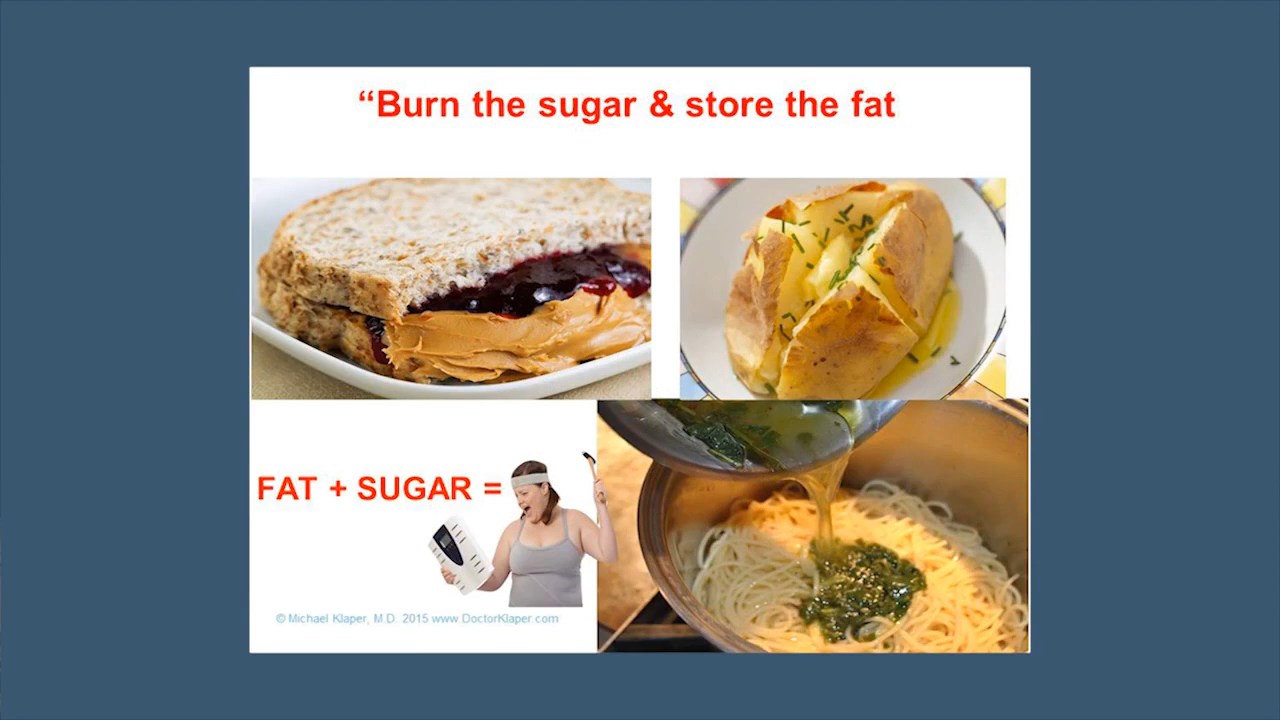 “Burn the sugar & store the fat
FAT + SUGAR =
© Michael Klaper, M.D. 2015 www.DoctorKlaper.com